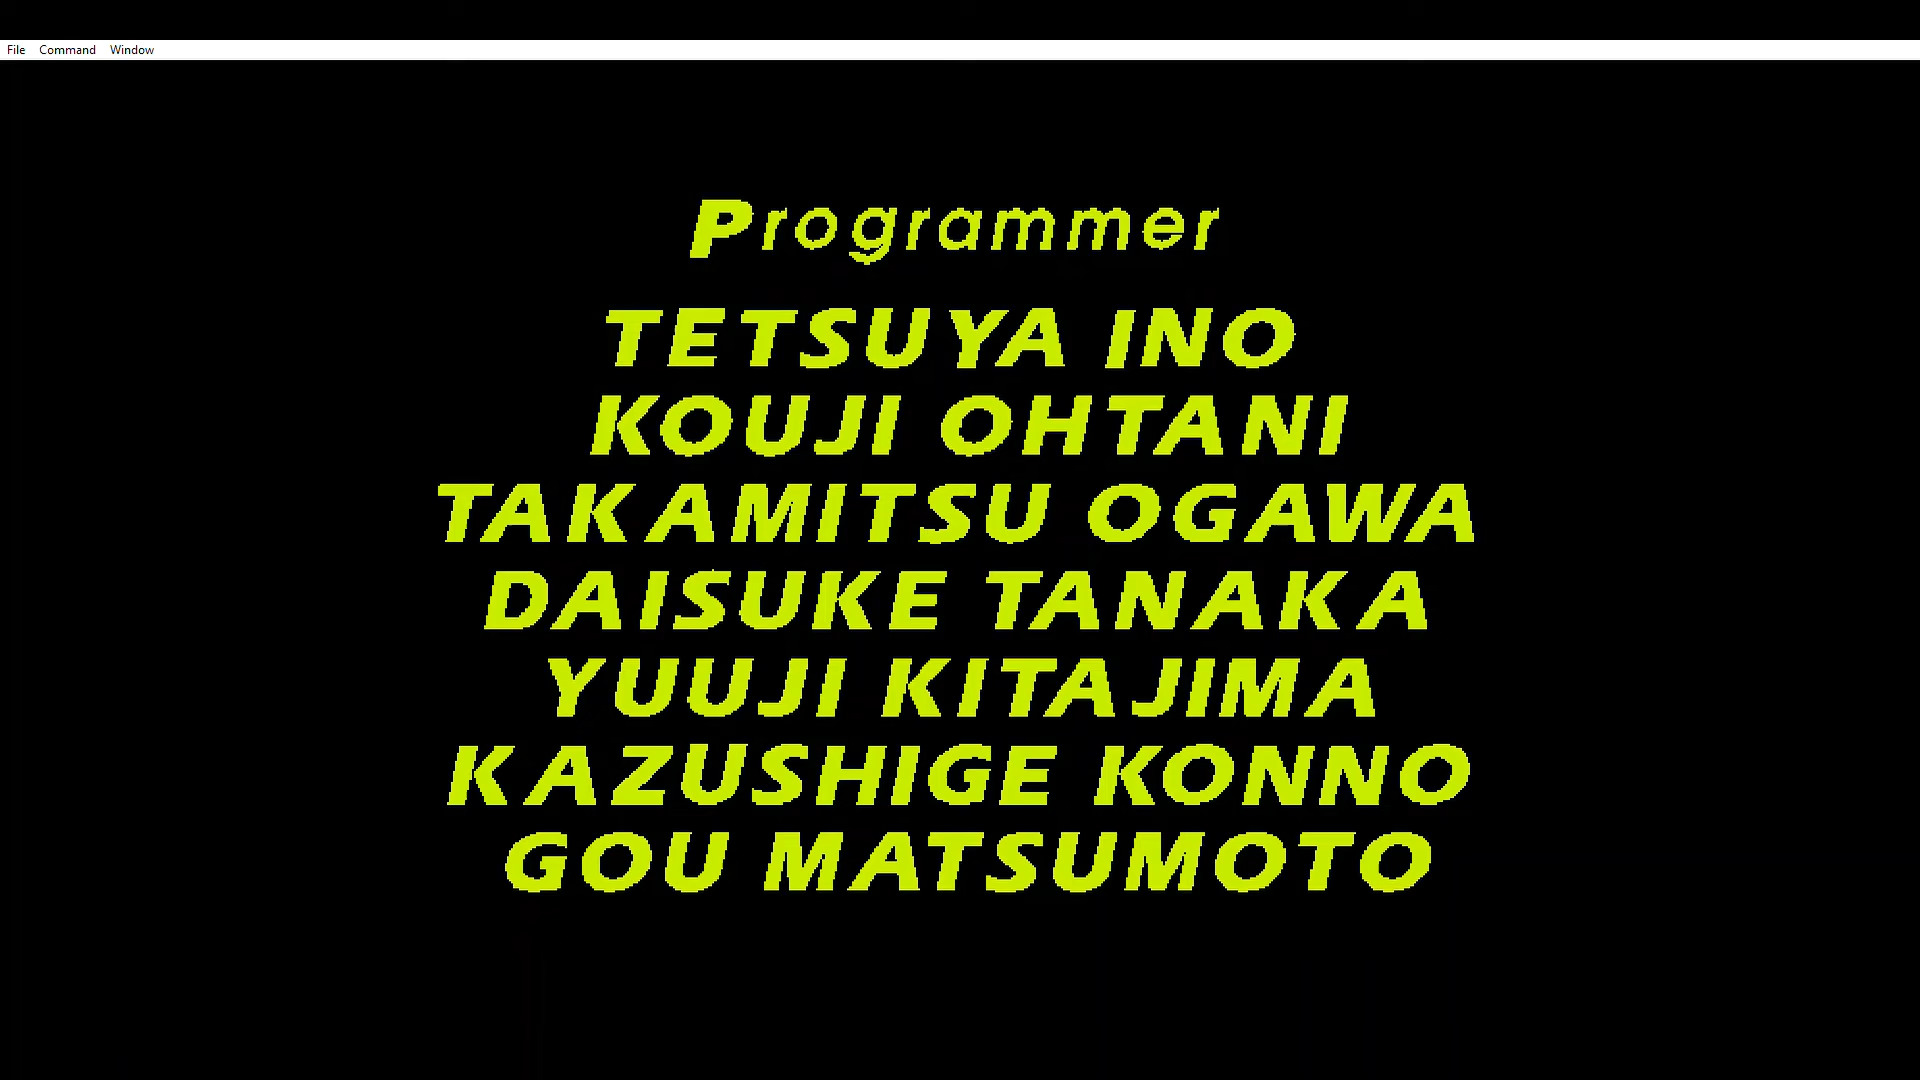 File Command Window
Programmer
TETSUYA INO
KOUJI OHTANI
TAKAMITSU OGAWA
DAISUKE TANAKA
YUUJI KITAJIMA
KAZUSHIGE KONNO
GOU MATSUMOTO